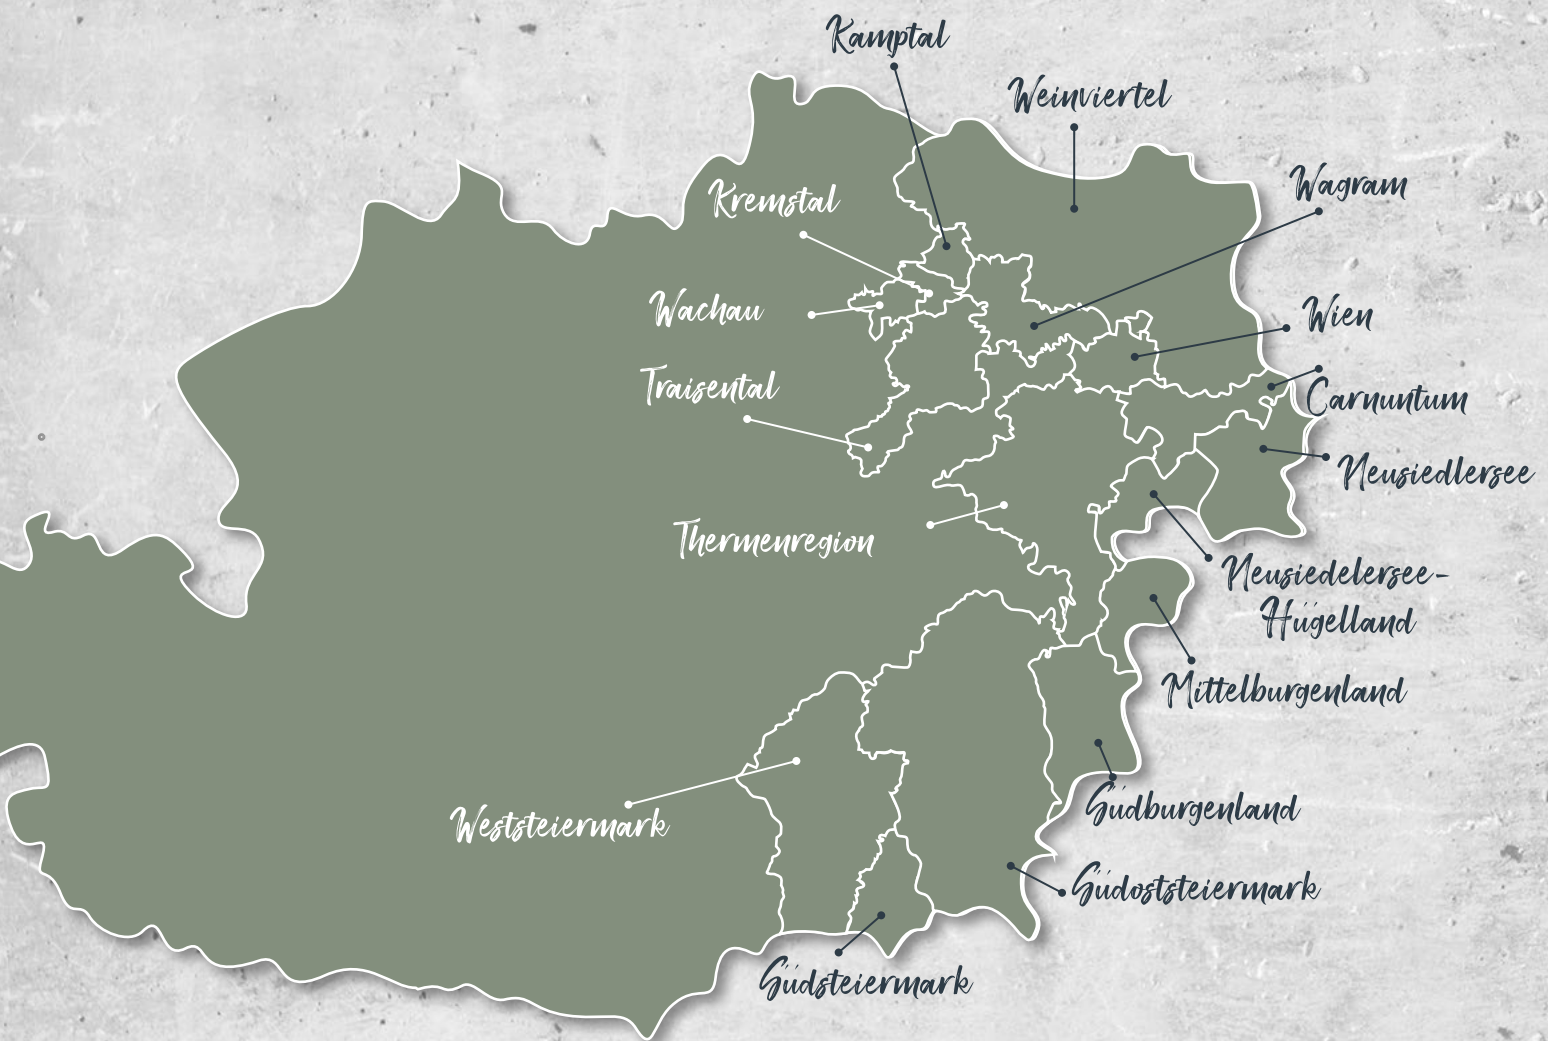 Kamptal
Weinviertel
Wagram
Kremstal
Wachau
Wien
Traisental
Carnuntum
Neusiedlersee
Thermenregion
Neusiedelersee-
Hügelland
Mittelburgenland
Weststeiermark
Südburgenland
Südoststeiermark
Südsteiermark